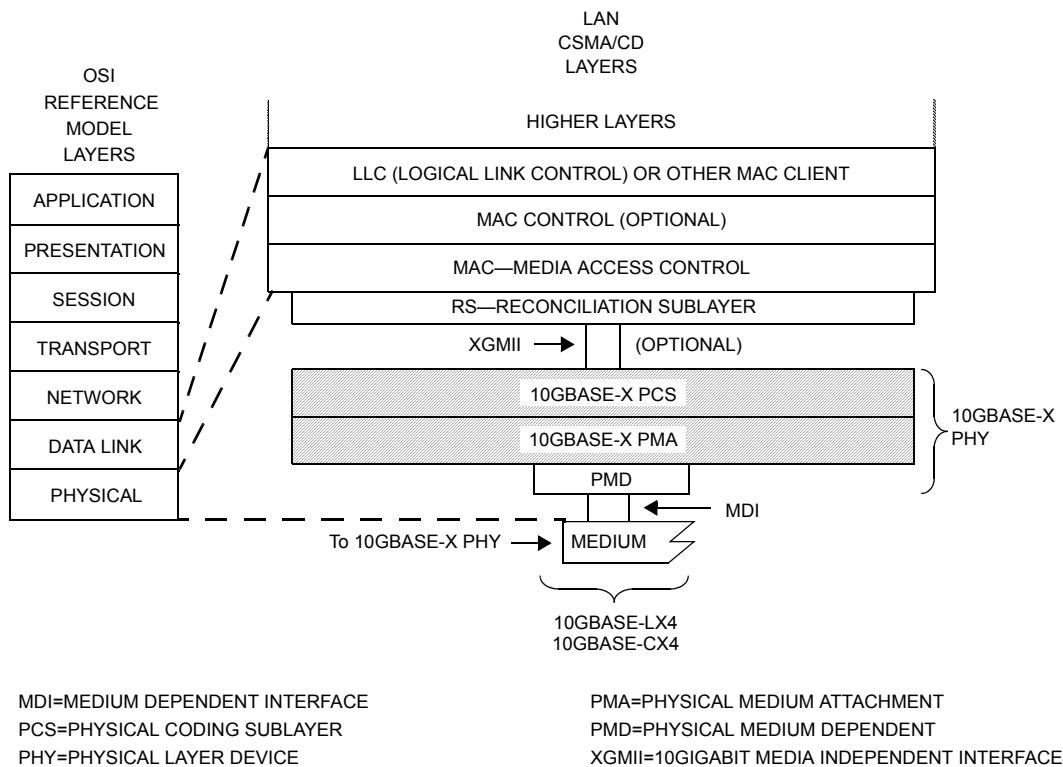 LAN
CSMA/CD
LAYERS
OSI
REFERENCE
MODEL
LAYERS
HIGHER LAYERS
LLC (LOGICAL LINK CONTROL) OR OTHER MAC CLIENT
APPLICATION
MAC CONTROL (OPTIONAL)
PRESENTATION
MAC—MEDIA ACCESS CONTROL
SESSION
RS—RECONCILIATION SUBLAYER
TRANSPORT
XGMII
(OPTIONAL)
NETWORK
10GBASE-X PCS
10GBASE-X
PHY
DATA LINK
10GBASE-X PMA
PHYSICAL
PMD
MDI
To 10GBASE-X PHY
MEDIUM
10GBASE-LX4
10GBASE-CX4
MDI=MEDIUM DEPENDENT INTERFACE
PCS=PHYSICAL CODING SUBLAYER
PHY=PHYSICAL LAYER DEVICE
PMA=PHYSICAL MEDIUM ATTACHMENT
PMD=PHYSICAL MEDIUM DEPENDENT
XGMII=10GIGABIT MEDIA INDEPENDENT INTERFACE